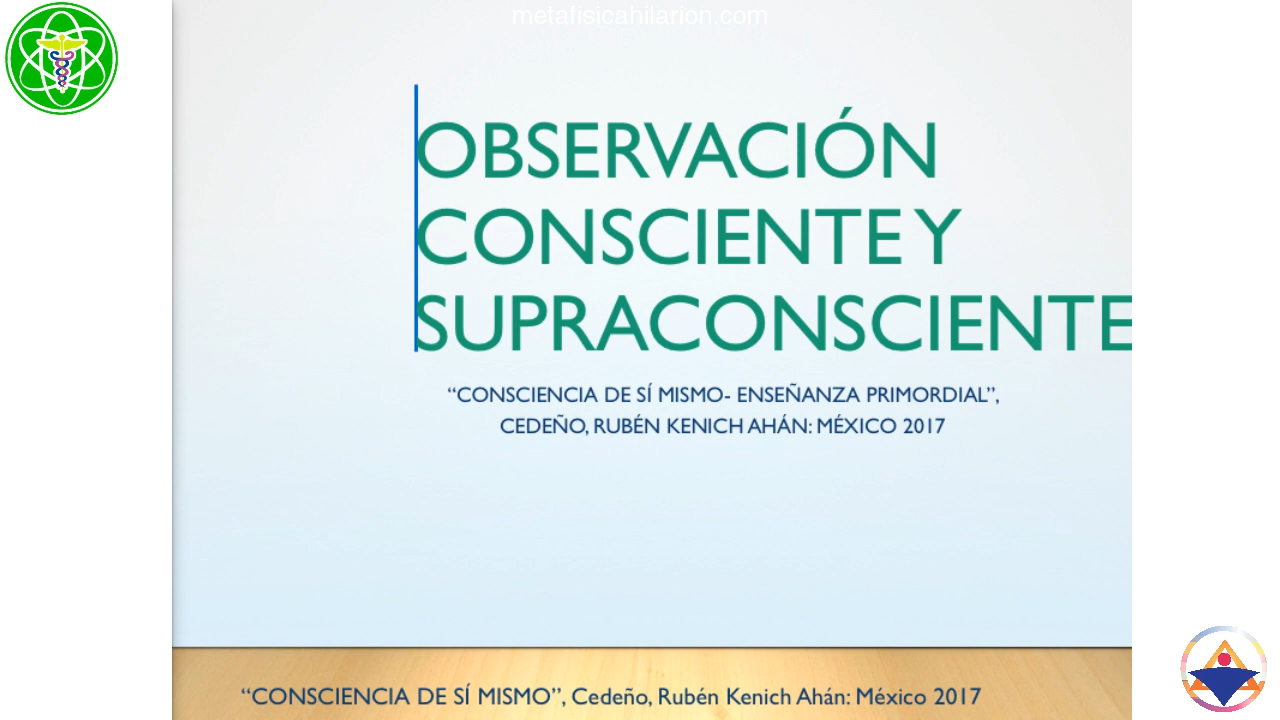 metafisicahilarion.com
OBSERVACIÓN
CONSCIENTE Y
SUPRACONSCIENTE
“CONSCIENCIA DE SÍ MISMO- ENSEÑANZA PRIMORDIAL”,
CEDEÑO, RUBÉN KENICH AHÁN: MÉXICO 2017
“CONSCIENCIA DE SÍ MISMO”, Cedeño, Rubén Kenich Ahán: México 2017